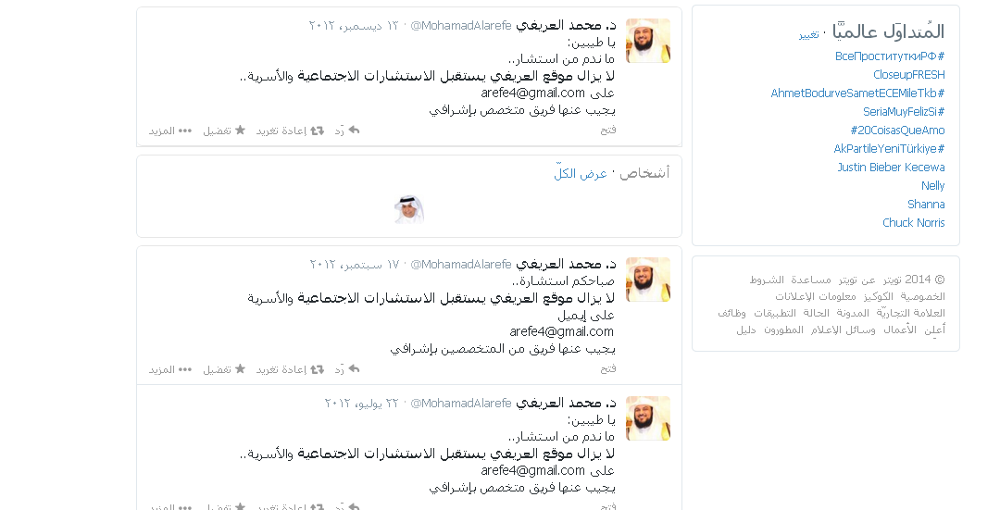 د. محمد العريفي @MohamadAlarefe · ١٣ ديسمبر، ٢٠١٢
يا طيبين:
ما ندم من استشار..
لا يزال موقع العريفي يستقبل الاستشارات الاجتماعية والأسرية..
على arefe4@gmail.com
يجيب عنها فريق متخصص بإشرافي
فتح
رَد إعادة تغريد تفضيل المزيد
أشخاص · عرض الكلّ
د. محمد العريفي @MohamadAlarefe · ١٧ سبتمبر، ٢٠١٢
صباحكم استشارة..
لا يزال موقع العريفي يستقبل الاستشارات الاجتماعية والأسرية
على إيميل
arefe4@gmail.com
يجيب عنها فريق من المتخصصين بإشرافي
فتح
رَد إعادة تغريد تفضيل المزيد
د. محمد العريفي @MohamadAlarefe · ٢٢ يوليو، ٢٠١٢
يا طيبين:
ما ندم من استشار..
لا يزال موقع العريفي يستقبل الاستشارات الاجتماعية والأسرية..
على arefe4@gmail.com
يجيب عنها فريق متخصص بإشرافي
فتح
رَد إعادة تغريد تفضيل المزيد
المُتداوَل عالميًّا · تغيير
#ВсеПроституткиРФ
CloseupFRESH
#AhmetBodurveSametECEMileTkb
#SeriaMuyFelizSi
#20CoisasQueAmo
#AkPartileYeniTürkiye
Justin Bieber Kecewa
Nelly
Shanna
Chuck Norris
© 2014 تويتر عن تويتر مساعدة الشروط
الخصوصية الكوكيز معلومات الإعلانات
العلامة التجاريّة المدونة الحالة التطبيقات وظائف
أعلِن الأعمال وسائل الإعلام المطورون دليل